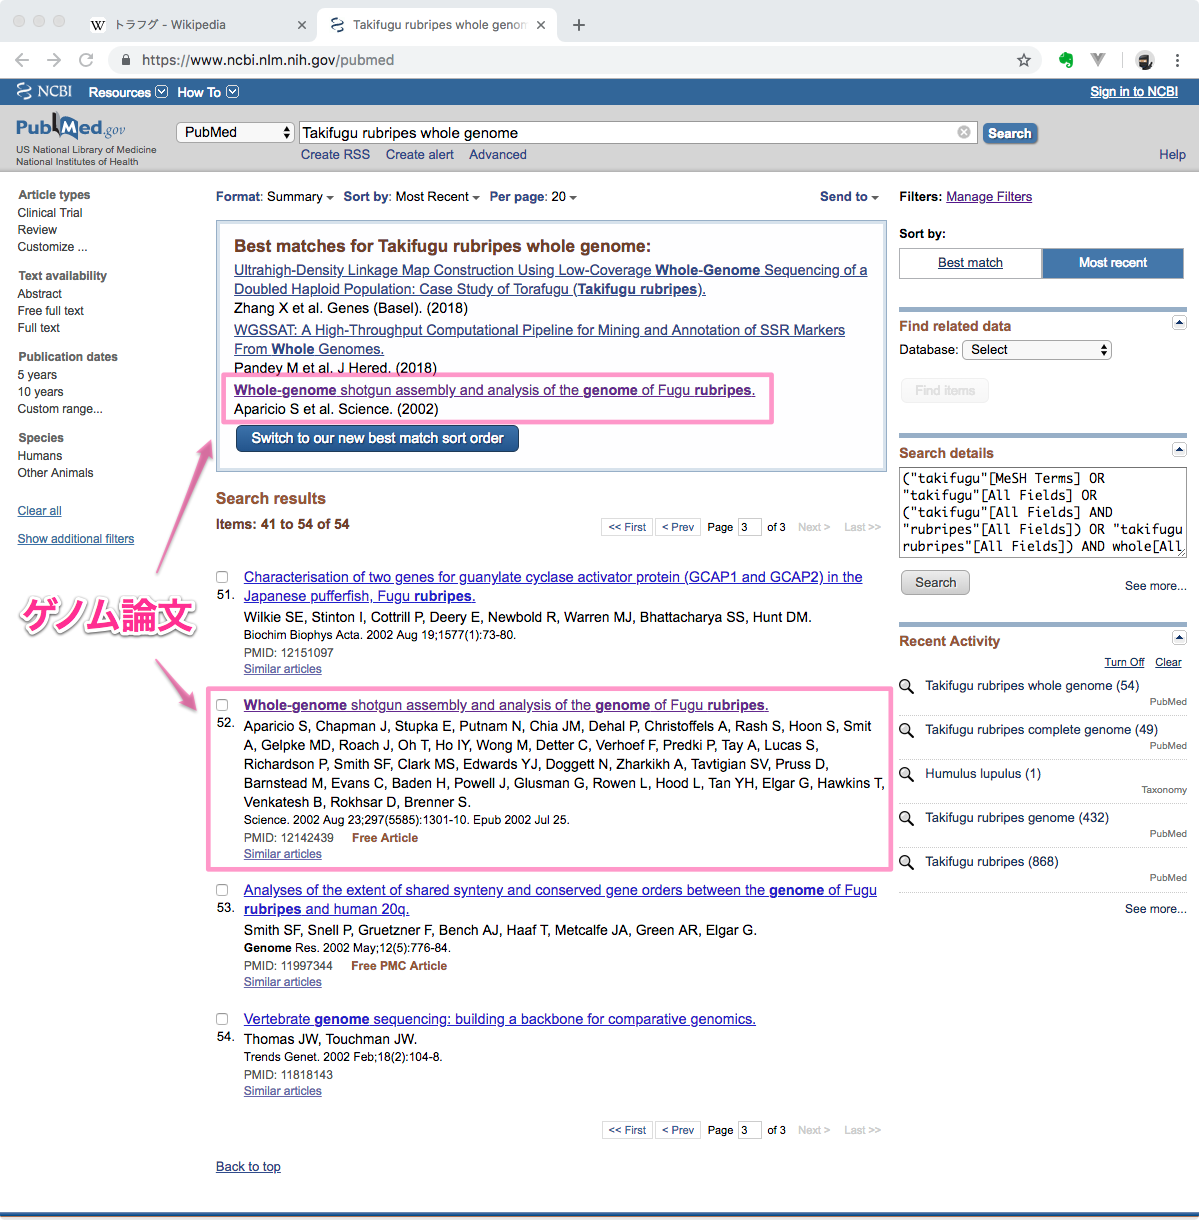 トラフグ - Wikipedia
Takifugu rubripes whole genom
https://www.ncbi.nlm.nih.gov/pubmed
NCBI Resources How To Sign in to NCBI
PubMed.gov
US National Library of Medicine
National Institutes of Health
PubMed
Takifugu rubripes whole genome
Search
Create RSS Create alert Advanced
Help
Article types
Clinical Trial
Review
Customize ...
Text availability
Abstract
Free full text
Full text
Publication dates
5 years
10 years
Custom range...
Species
Humans
Other Animals
Clear all
Show additional filters
ゲノム論文
Format: Summary Sort by: Most Recent Per page: 20 Send to
Best matches for Takifugu rubripes whole genome:
Ultrahigh-Density Linkage Map Construction Using Low-Coverage Whole-Genome Sequencing of a
Doubled Haploid Population: Case Study of Torafugu (Takifugu rubripes).
Zhang X et al. Genes (Basel). (2018)
WGSSAT: A High-Throughput Computational Pipeline for Mining and Annotation of SSR Markers
From Whole Genomes.
Pandey M et al. J Hered. (2018)
Whole-genome shotgun assembly and analysis of the genome of Fugu rubripes.
Aparicio S et al. Science. (2002)
Switch to our new best match sort order
Search results
Items: 41 to 54 of 54
<< First < Prev Page 3 of 3 Next > Last >>
Characterisation of two genes for guanylate cyclase activator protein (GCAP1 and GCAP2) in the
51. Japanese pufferfish, Fugu rubripes.
Wilkie SE, Stinton I, Cottrill P, Deery E, Newbold R, Warren MJ, Bhattacharya SS, Hunt DM.
Biochim Biophys Acta. 2002 Aug 19;1577(1):73-80.
PMID: 12151097
Similar articles
Whole-genome shotgun assembly and analysis of the genome of Fugu rubripes.
52. Aparicio S, Chapman J, Stupka E, Putnam N, Chia JM, Dehal P, Christoffels A, Rash S, Hoon S, Smit
A, Gelpke MD, Roach J, Oh T, Ho IY, Wong M, Detter C, Verhoef F, Predki P, Tay A, Lucas S,
Richardson P, Smith SF, Clark MS, Edwards YJ, Doggett N, Zharkikh A, Tavtigian SV, Pruss D,
Barnstead M, Evans C, Baden H, Powell J, Glusman G, Rowen L, Hood L, Tan YH, Elgar G, Hawkins T,
Venkatesh B, Rokhsar D, Brenner S.
Science. 2002 Aug 23;297(5585):1301-10. Epub 2002 Jul 25.
PMID: 12142439 Free Article
Similar articles
Analyses of the extent of shared synteny and conserved gene orders between the genome of Fugu
53. rubripes and human 20q.
Smith SF, Snell P, Gruetzner F, Bench AJ, Haaf T, Metcalfe JA, Green AR, Elgar G.
Genome Res. 2002 May;12(5):776-84.
PMID: 11997344 Free PMC Article
Similar articles
Vertebrate genome sequencing: building a backbone for comparative genomics.
54. Thomas JW, Touchman JW.
Trends Genet. 2002 Feb;18(2):104-8.
PMID: 11818143
Similar articles
<< First < Prev Page 3 of 3 Next > Last >>
Back to top
Filters: Manage Filters
Sort by:
Best match Most recent
Find related data
Database: Select
Find items
Search details
("takifugu"[MeSH Terms] OR
"takifugu"[All Fields] OR
("takifugu"[All Fields] AND
"rubripes"[All Fields]) OR "takifugu
rubripes"[All Fields]) AND whole[All
Search See more...
Recent Activity
Turn Off Clear
Takifugu rubripes whole genome (54)
PubMed
Takifugu rubripes complete genome (49)
PubMed
Humulus lupulus (1)
Taxonomy
Takifugu rubripes genome (432)
PubMed
Takifugu rubripes (868)
PubMed
See more...